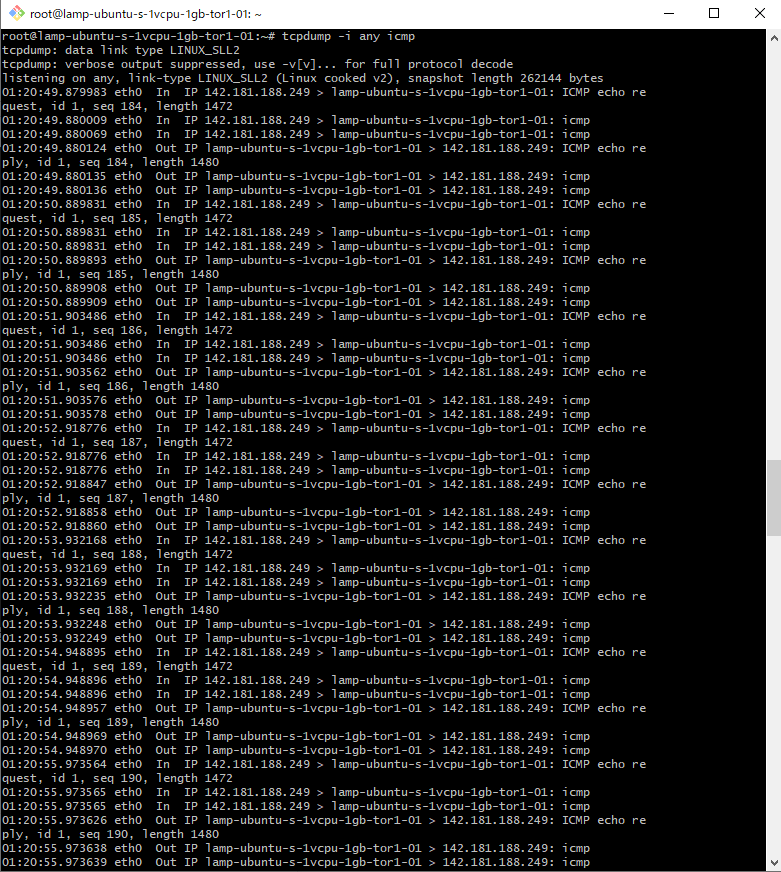 root@lamp-ubuntu-s-1vcpu-1gb-tor1-01: ~
root@lamp-ubuntu-s-1vcpu-1gb-tor1-01:~# tcpdump -i any icmp
tcpdump: data link type LINUX_SLL2
tcpdump: verbose output suppressed, use -v[v]... for full protocol decode
listening on any, link-type LINUX_SLL2 (Linux cooked v2), snapshot length 262144 bytes
01:20:49.879983 eth0  In  IP 142.181.188.249 > lamp-ubuntu-s-1vcpu-1gb-tor1-01: ICMP echo re
quest, id 1, seq 184, length 1472
01:20:49.880009 eth0  In  IP 142.181.188.249 > lamp-ubuntu-s-1vcpu-1gb-tor1-01: icmp
01:20:49.880069 eth0  In  IP 142.181.188.249 > lamp-ubuntu-s-1vcpu-1gb-tor1-01: icmp
01:20:49.880124 eth0  Out IP lamp-ubuntu-s-1vcpu-1gb-tor1-01 > 142.181.188.249: ICMP echo re
ply, id 1, seq 184, length 1480
01:20:49.880135 eth0  Out IP lamp-ubuntu-s-1vcpu-1gb-tor1-01 > 142.181.188.249: icmp
01:20:49.880136 eth0  Out IP lamp-ubuntu-s-1vcpu-1gb-tor1-01 > 142.181.188.249: icmp
01:20:50.889831 eth0  In  IP 142.181.188.249 > lamp-ubuntu-s-1vcpu-1gb-tor1-01: ICMP echo re
quest, id 1, seq 185, length 1472
01:20:50.889831 eth0  In  IP 142.181.188.249 > lamp-ubuntu-s-1vcpu-1gb-tor1-01: icmp
01:20:50.889831 eth0  In  IP 142.181.188.249 > lamp-ubuntu-s-1vcpu-1gb-tor1-01: icmp
01:20:50.889893 eth0  Out IP lamp-ubuntu-s-1vcpu-1gb-tor1-01 > 142.181.188.249: ICMP echo re
ply, id 1, seq 185, length 1480
01:20:50.889908 eth0  Out IP lamp-ubuntu-s-1vcpu-1gb-tor1-01 > 142.181.188.249: icmp
01:20:50.889909 eth0  Out IP lamp-ubuntu-s-1vcpu-1gb-tor1-01 > 142.181.188.249: icmp
01:20:51.903486 eth0  In  IP 142.181.188.249 > lamp-ubuntu-s-1vcpu-1gb-tor1-01: ICMP echo re
quest, id 1, seq 186, length 1472
01:20:51.903486 eth0  In  IP 142.181.188.249 > lamp-ubuntu-s-1vcpu-1gb-tor1-01: icmp
01:20:51.903486 eth0  In  IP 142.181.188.249 > lamp-ubuntu-s-1vcpu-1gb-tor1-01: icmp
01:20:51.903562 eth0  Out IP lamp-ubuntu-s-1vcpu-1gb-tor1-01 > 142.181.188.249: ICMP echo re
ply, id 1, seq 186, length 1480
01:20:51.903576 eth0  Out IP lamp-ubuntu-s-1vcpu-1gb-tor1-01 > 142.181.188.249: icmp
01:20:51.903578 eth0  Out IP lamp-ubuntu-s-1vcpu-1gb-tor1-01 > 142.181.188.249: icmp
01:20:52.918776 eth0  In  IP 142.181.188.249 > lamp-ubuntu-s-1vcpu-1gb-tor1-01: ICMP echo re
quest, id 1, seq 187, length 1472
01:20:52.918776 eth0  In  IP 142.181.188.249 > lamp-ubuntu-s-1vcpu-1gb-tor1-01: icmp
01:20:52.918776 eth0  In  IP 142.181.188.249 > lamp-ubuntu-s-1vcpu-1gb-tor1-01: icmp
01:20:52.918847 eth0  Out IP lamp-ubuntu-s-1vcpu-1gb-tor1-01 > 142.181.188.249: ICMP echo re
ply, id 1, seq 187, length 1480
01:20:52.918858 eth0  Out IP lamp-ubuntu-s-1vcpu-1gb-tor1-01 > 142.181.188.249: icmp
01:20:52.918860 eth0  Out IP lamp-ubuntu-s-1vcpu-1gb-tor1-01 > 142.181.188.249: icmp
01:20:53.932168 eth0  In  IP 142.181.188.249 > lamp-ubuntu-s-1vcpu-1gb-tor1-01: ICMP echo re
quest, id 1, seq 188, length 1472
01:20:53.932169 eth0  In  IP 142.181.188.249 > lamp-ubuntu-s-1vcpu-1gb-tor1-01: icmp
01:20:53.932169 eth0  In  IP 142.181.188.249 > lamp-ubuntu-s-1vcpu-1gb-tor1-01: icmp
01:20:53.932235 eth0  Out IP lamp-ubuntu-s-1vcpu-1gb-tor1-01 > 142.181.188.249: ICMP echo re
ply, id 1, seq 188, length 1480
01:20:53.932248 eth0  Out IP lamp-ubuntu-s-1vcpu-1gb-tor1-01 > 142.181.188.249: icmp
01:20:53.932249 eth0  Out IP lamp-ubuntu-s-1vcpu-1gb-tor1-01 > 142.181.188.249: icmp
01:20:54.948895 eth0  In  IP 142.181.188.249 > lamp-ubuntu-s-1vcpu-1gb-tor1-01: ICMP echo re
quest, id 1, seq 189, length 1472
01:20:54.948896 eth0  In  IP 142.181.188.249 > lamp-ubuntu-s-1vcpu-1gb-tor1-01: icmp
01:20:54.948896 eth0  In  IP 142.181.188.249 > lamp-ubuntu-s-1vcpu-1gb-tor1-01: icmp
01:20:54.948957 eth0  Out IP lamp-ubuntu-s-1vcpu-1gb-tor1-01 > 142.181.188.249: ICMP echo re
ply, id 1, seq 189, length 1480
01:20:54.948969 eth0  Out IP lamp-ubuntu-s-1vcpu-1gb-tor1-01 > 142.181.188.249: icmp
01:20:54.948970 eth0  Out IP lamp-ubuntu-s-1vcpu-1gb-tor1-01 > 142.181.188.249: icmp
01:20:55.973564 eth0  In  IP 142.181.188.249 > lamp-ubuntu-s-1vcpu-1gb-tor1-01: ICMP echo re
quest, id 1, seq 190, length 1472
01:20:55.973565 eth0  In  IP 142.181.188.249 > lamp-ubuntu-s-1vcpu-1gb-tor1-01: icmp
01:20:55.973565 eth0  In  IP 142.181.188.249 > lamp-ubuntu-s-1vcpu-1gb-tor1-01: icmp
01:20:55.973626 eth0  Out IP lamp-ubuntu-s-1vcpu-1gb-tor1-01 > 142.181.188.249: ICMP echo re
ply, id 1, seq 190, length 1480
01:20:55.973638 eth0  Out IP lamp-ubuntu-s-1vcpu-1gb-tor1-01 > 142.181.188.249: icmp
01:20:55.973639 eth0  Out IP lamp-ubuntu-s-1vcpu-1gb-tor1-01 > 142.181.188.249: icmp